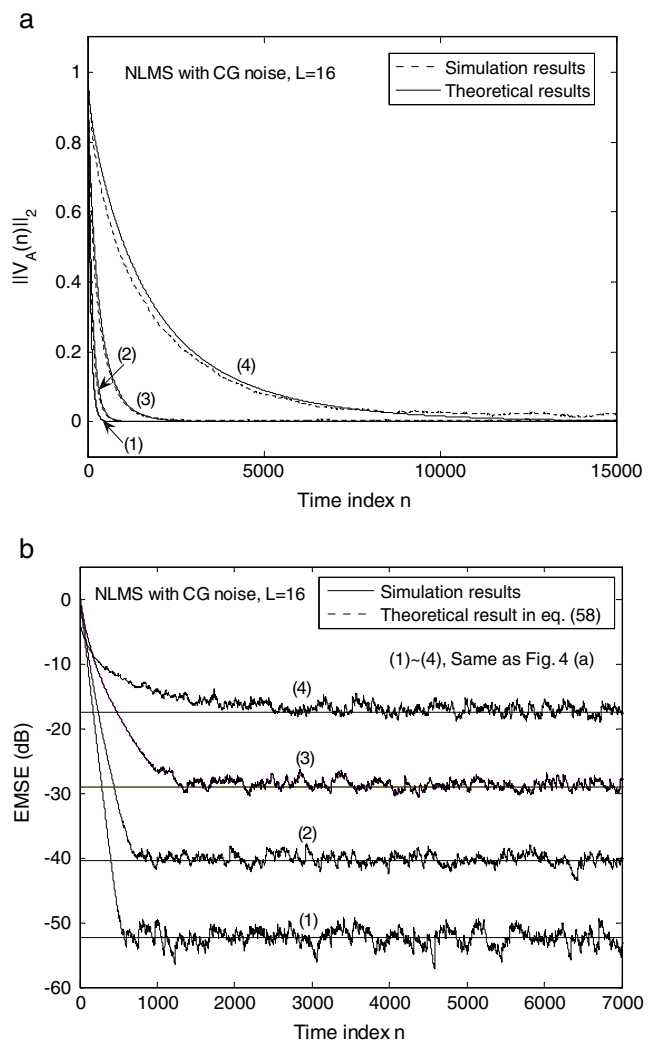 a
NLMS with CG noise, L=16
Simulation results
Theoretical results
1
0.8
0.6
0.4
0.2
0
||V_A(n)||_2
(2)
(3)
(4)
(1)
0
5000
10000
15000
Time index n
b
NLMS with CG noise, L=16
Simulation results
Theoretical result in eq. (58)
(1)~(4), Same as Fig. 4 (a)
0
-10
-20
-30
-40
-50
-60
EMSE (dB)
(4)
(3)
(2)
(1)
0
1000
2000
3000
4000
5000
6000
7000
Time index n